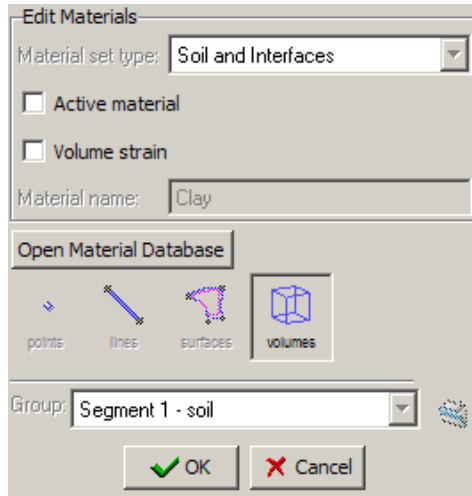 Edit Materials
Material set type: Soil and Interfaces
Active material
Volume strain
Material name: Clay
Open Material Database
points lines surfaces volumes
Group: Segment 1 - soil
OK Cancel